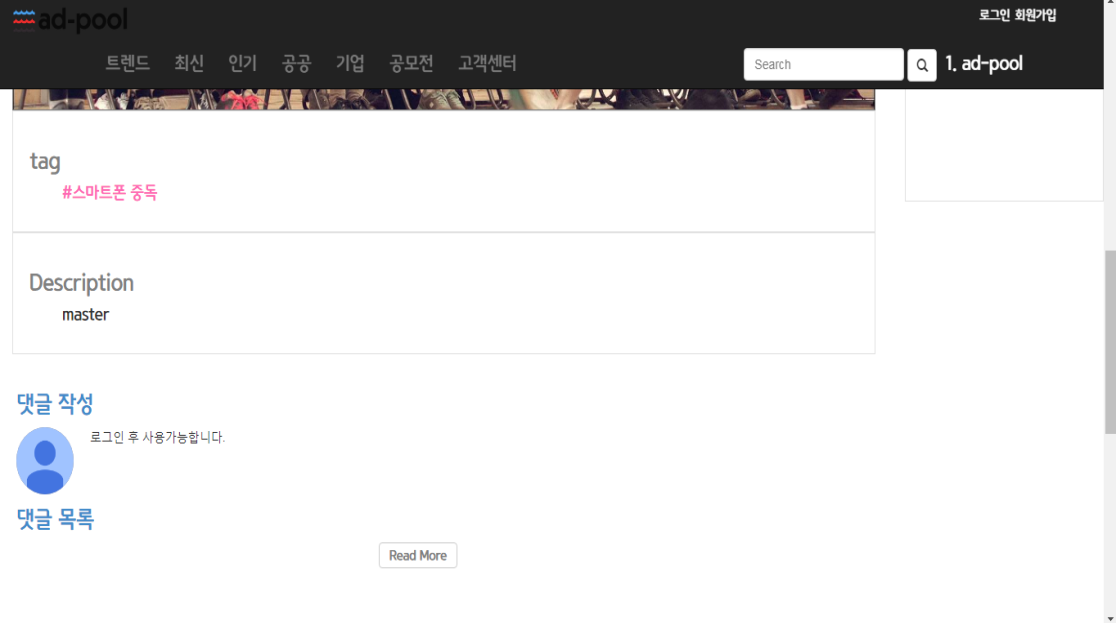 ad-pool
로그인 회원가입
트렌드 최신 인기 공공 기업 공모전 고객센터
Search
1. ad-pool
tag
#스마트폰 중독
Description
master
댓글 작성
로그인 후 사용가능합니다.
댓글 목록
Read More